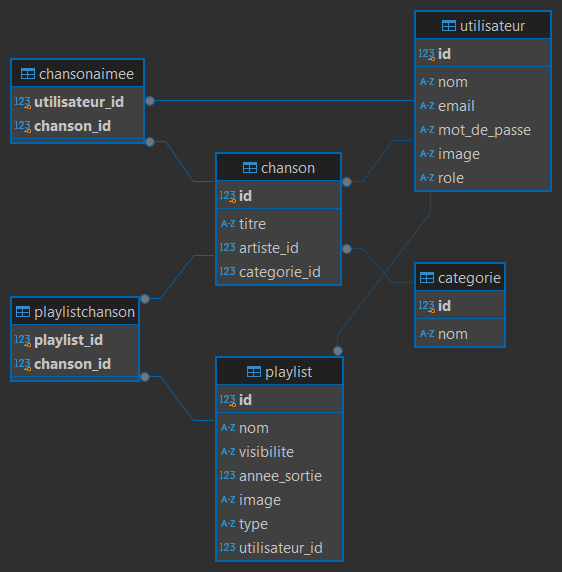 utilisateur
123 id
A-Z nom
A-Z email
A-Z mot_de_passe
A-Z image
A-Z role
chansonaimee
123 utilisateur_id
123 chanson_id
chanson
123 id
A-Z titre
123 artiste_id
123 categorie_id
categorie
123 id
A-Z nom
playlistchanson
123 playlist_id
123 chanson_id
playlist
123 id
A-Z nom
A-Z visibilite
123 annee_sortie
A-Z image
A-Z type
123 utilisateur_id